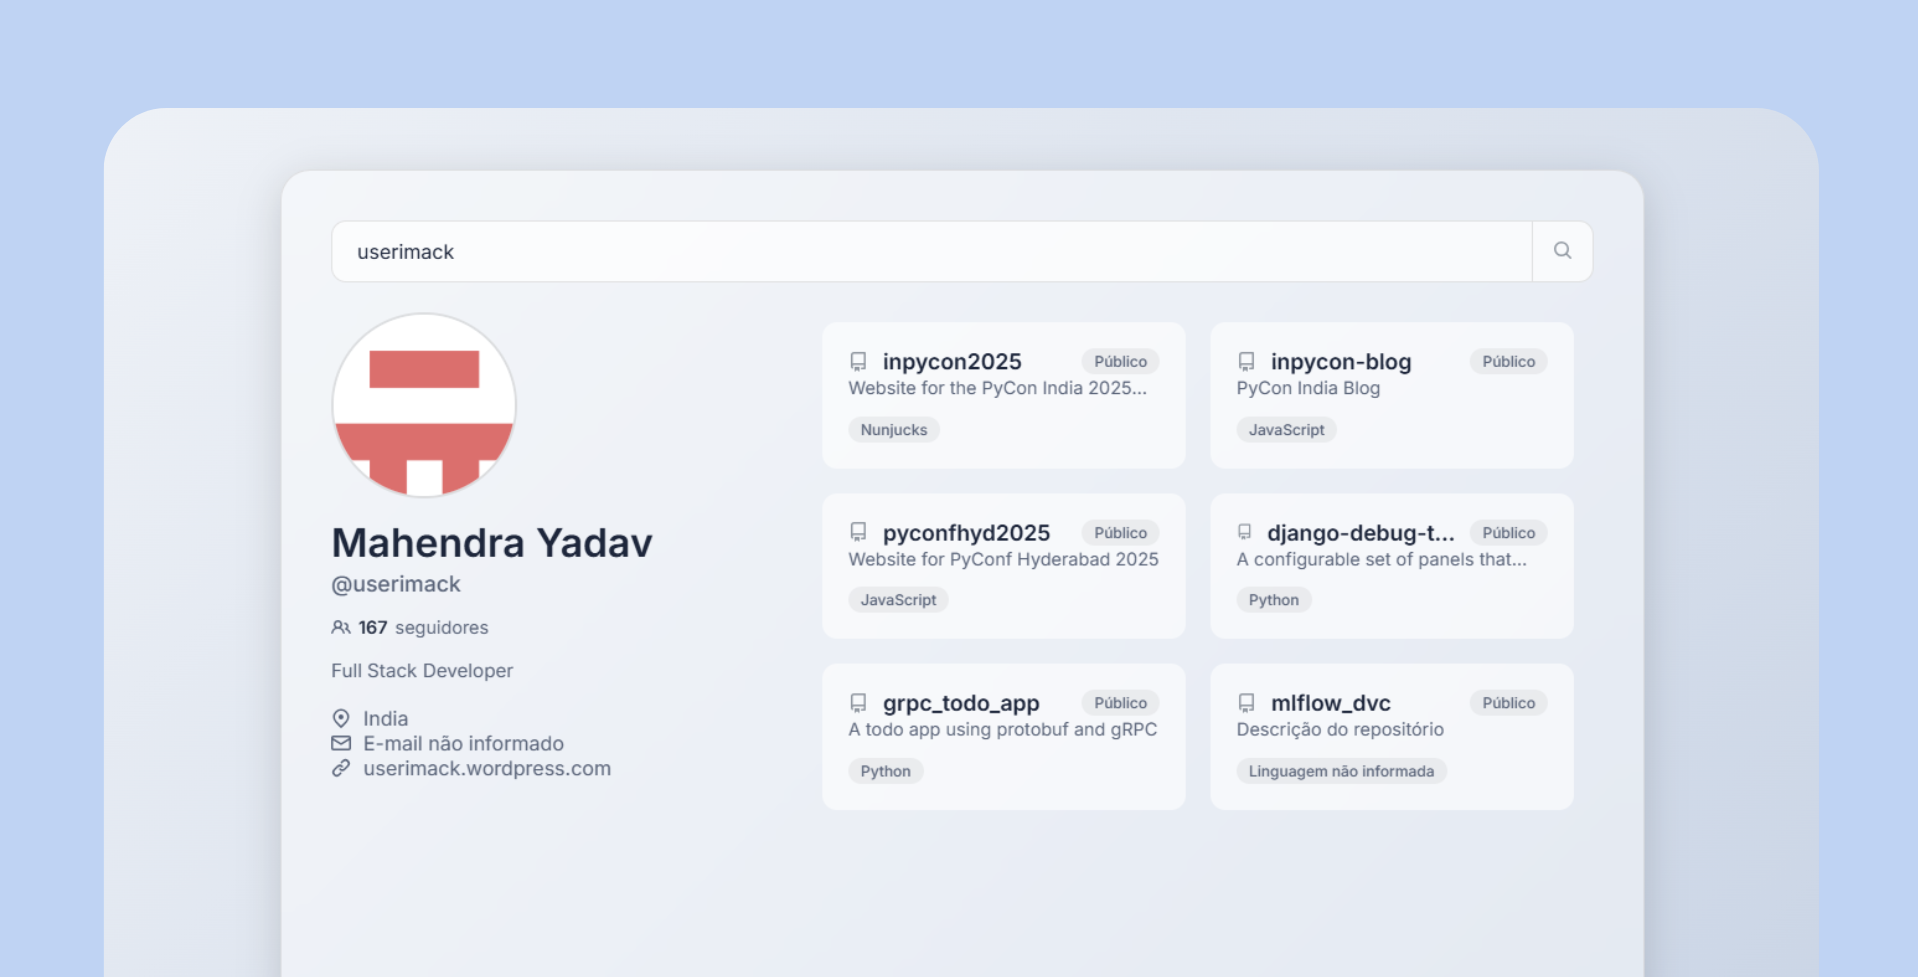 userimack
Mahendra Yadav
@userimack
167 seguidores
Full Stack Developer
India
E-mail não informado
userimack.wordpress.com
inpycon2025 Público
Website for the PyCon India 2025...
Nunjucks
inpycon-blog Público
PyCon India Blog
JavaScript
pyconfhyd2025 Público
Website for PyConf Hyderabad 2025
JavaScript
django-debug-t... Público
A configurable set of panels that...
Python
grpc_todo_app Público
A todo app using protobuf and gRPC
Python
mlflow_dvc Público
Descrição do repositório
Linguagem não informada